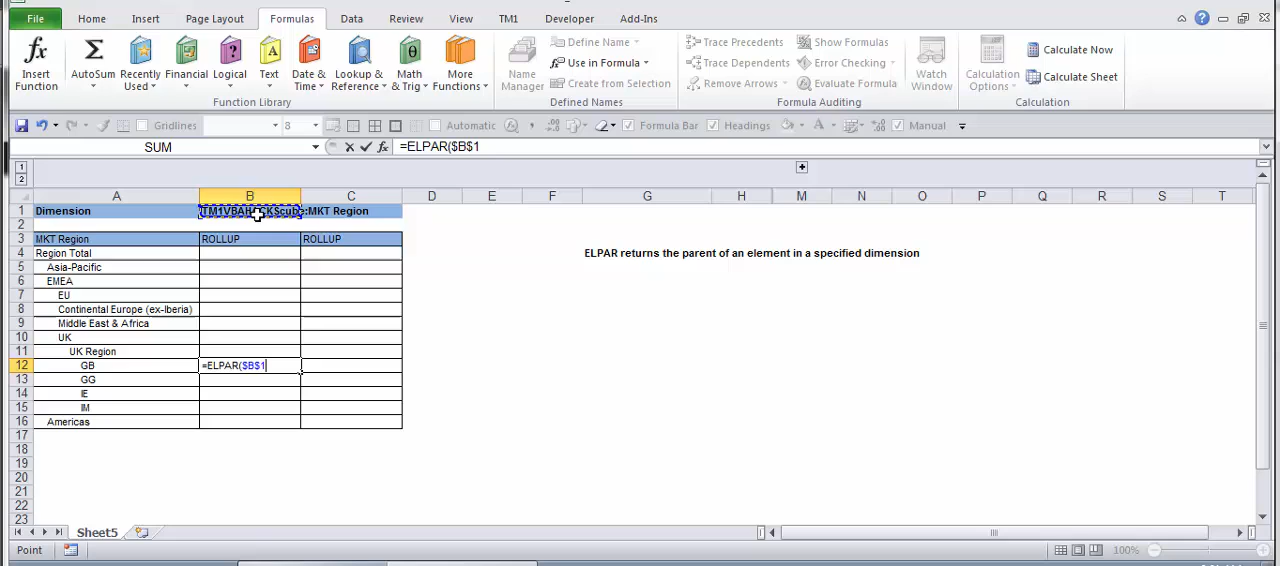 File Home Insert Page Layout Formulas Data Review View TM1 Developer Add-Ins
Insert Function AutoSum Recently Used Financial Logical Text Date & Time Lookup & Reference Math & Trig More Functions
Function Library
Name Manager Define Name Use in Formula Create from Selection
Defined Names
Trace Precedents Trace Dependents Remove Arrows Show Formulas Error Checking Evaluate Formula Watch Window
Formula Auditing
Calculation Options Calculate Now Calculate Sheet
Calculation
Gridlines 8 Automatic Formula Bar Headings Manual
SUM =ELPAR($B$1
1
2
A B C D E F G H M N O P Q R S T
1 Dimension MKT Region
2
3 MKT Region ROLLUP ROLLUP
4 Region Total ELPAR returns the parent of an element in a specified dimension
5 Asia-Pacific
6 EMEA
7 EU
8 Continental Europe (ex-Iberia)
9 Middle East & Africa
10 UK
11 UK Region
12 GB =ELPAR($B$1
13 GG
14 IE
15 IM
16 Americas
17
18
19
20
21
22
23
Sheet5
Point 100%